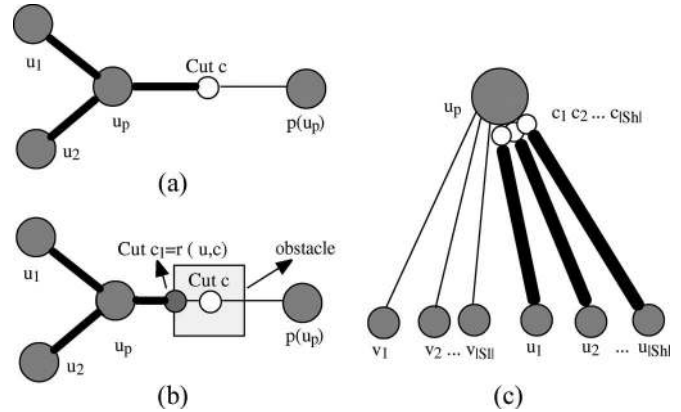 u1
Cut c
up
p(up)
u2
(a)
Cut c1=r ( u,c)
obstacle
u1
Cut c
up
p(up)
u2
(b)
up
c1 c2 ... c|Sh|
v1 v2 ... v|Sl| u1 u2 ... u|Sh|
(c)